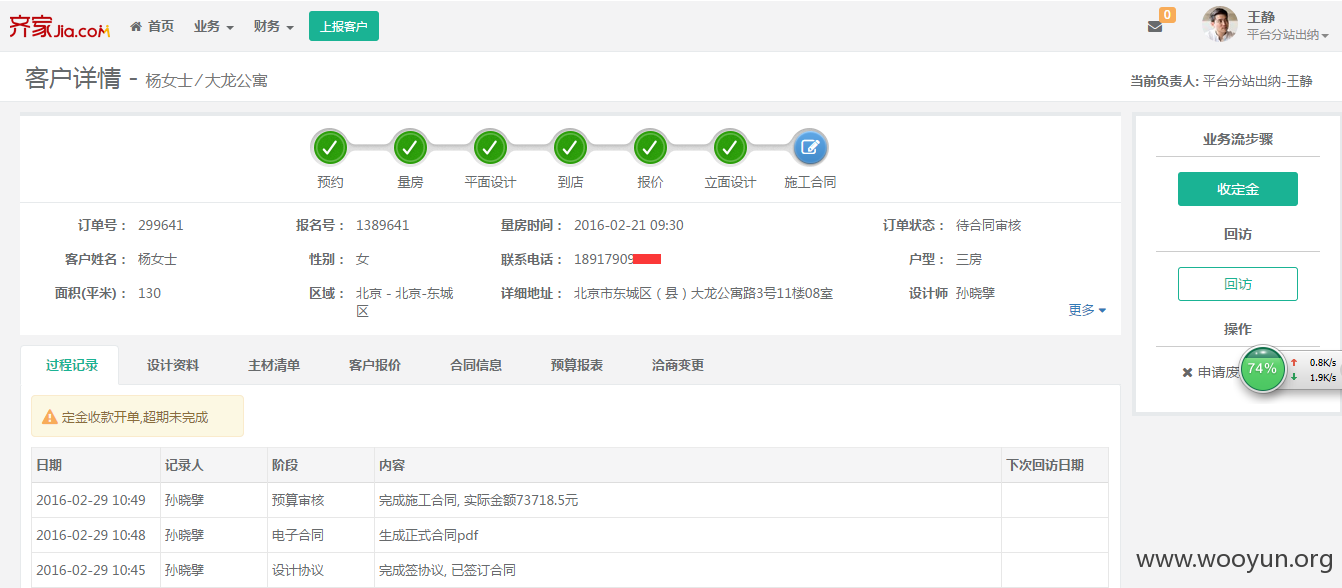 齐家Jia.com 首页 业务 财务 上报客户 0 王静
平台分站出纳
客户详情 - 杨女士/大龙公寓 当前负责人: 平台分站出纳-王静
预约 量房 平面设计 到店 报价 立面设计 施工合同
订单号： 299641 报名号： 1389641 量房时间： 2016-02-21 09:30 订单状态： 待合同审核
客户姓名： 杨女士 性别： 女 联系电话： 18917909 户型： 三房
面积(平米)： 130 区域： 北京 - 北京-东城 详细地址： 北京市东城区（县）大龙公寓路3号11楼08室 设计师 孙晓擘
区
更多
业务流步骤
收定金
回访
回访
操作
申请废
74% 0.8K/s
1.9K/s
过程记录 设计资料 主材清单 客户报价 合同信息 预算报表 洽商变更
定金收款开单,超期未完成
日期 记录人 阶段 内容 下次回访日期
2016-02-29 10:49 孙晓擘 预算审核 完成施工合同, 实际金额73718.5元
2016-02-29 10:48 孙晓擘 电子合同 生成正式合同pdf
2016-02-29 10:45 孙晓擘 设计协议 完成签协议, 已签订合同
www.wooyun.org